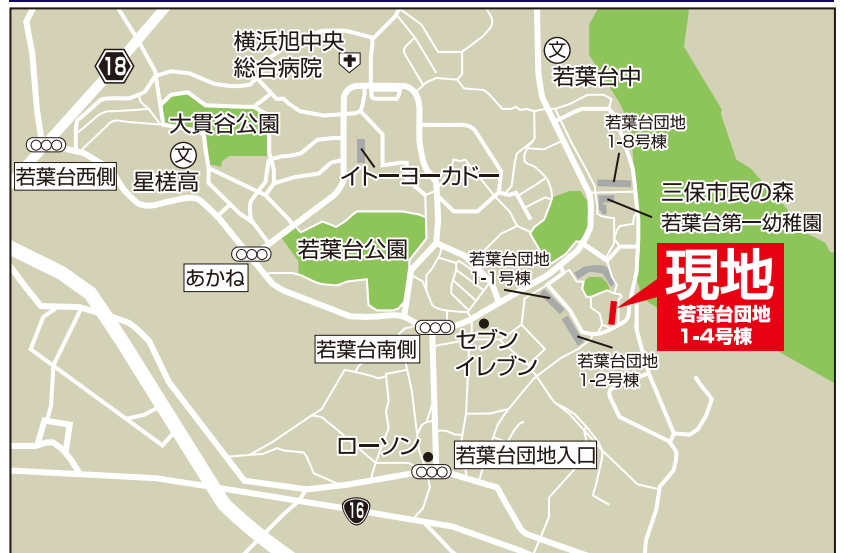 横浜旭中央
総合病院
文
若葉台中
18
大貫谷公園
若葉台団地
1-8号棟
文
若葉台西側
星槎高
イトーヨーカドー
三保市民の森
若葉台第一幼稚園
若葉台公園
あかね
若葉台団地
1-1号棟
現地
若葉台団地
1-4号棟
若葉台南側
セブン
イレブン
若葉台団地
1-2号棟
ローソン
若葉台団地入口
16